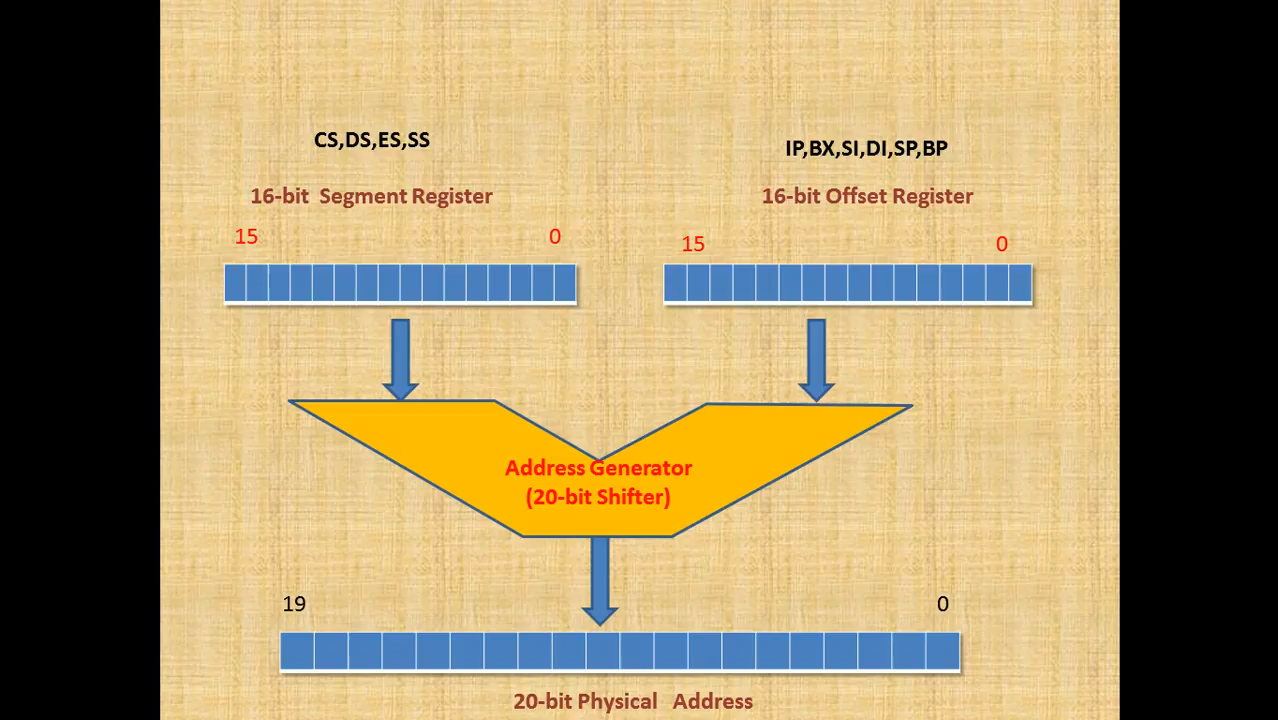 CS,DS,ES,SS
IP,BX,SI,DI,SP,BP
16-bit  Segment Register
16-bit Offset Register
15 0
15 0
Address Generator
(20-bit Shifter)
19 0
20-bit Physical  Address